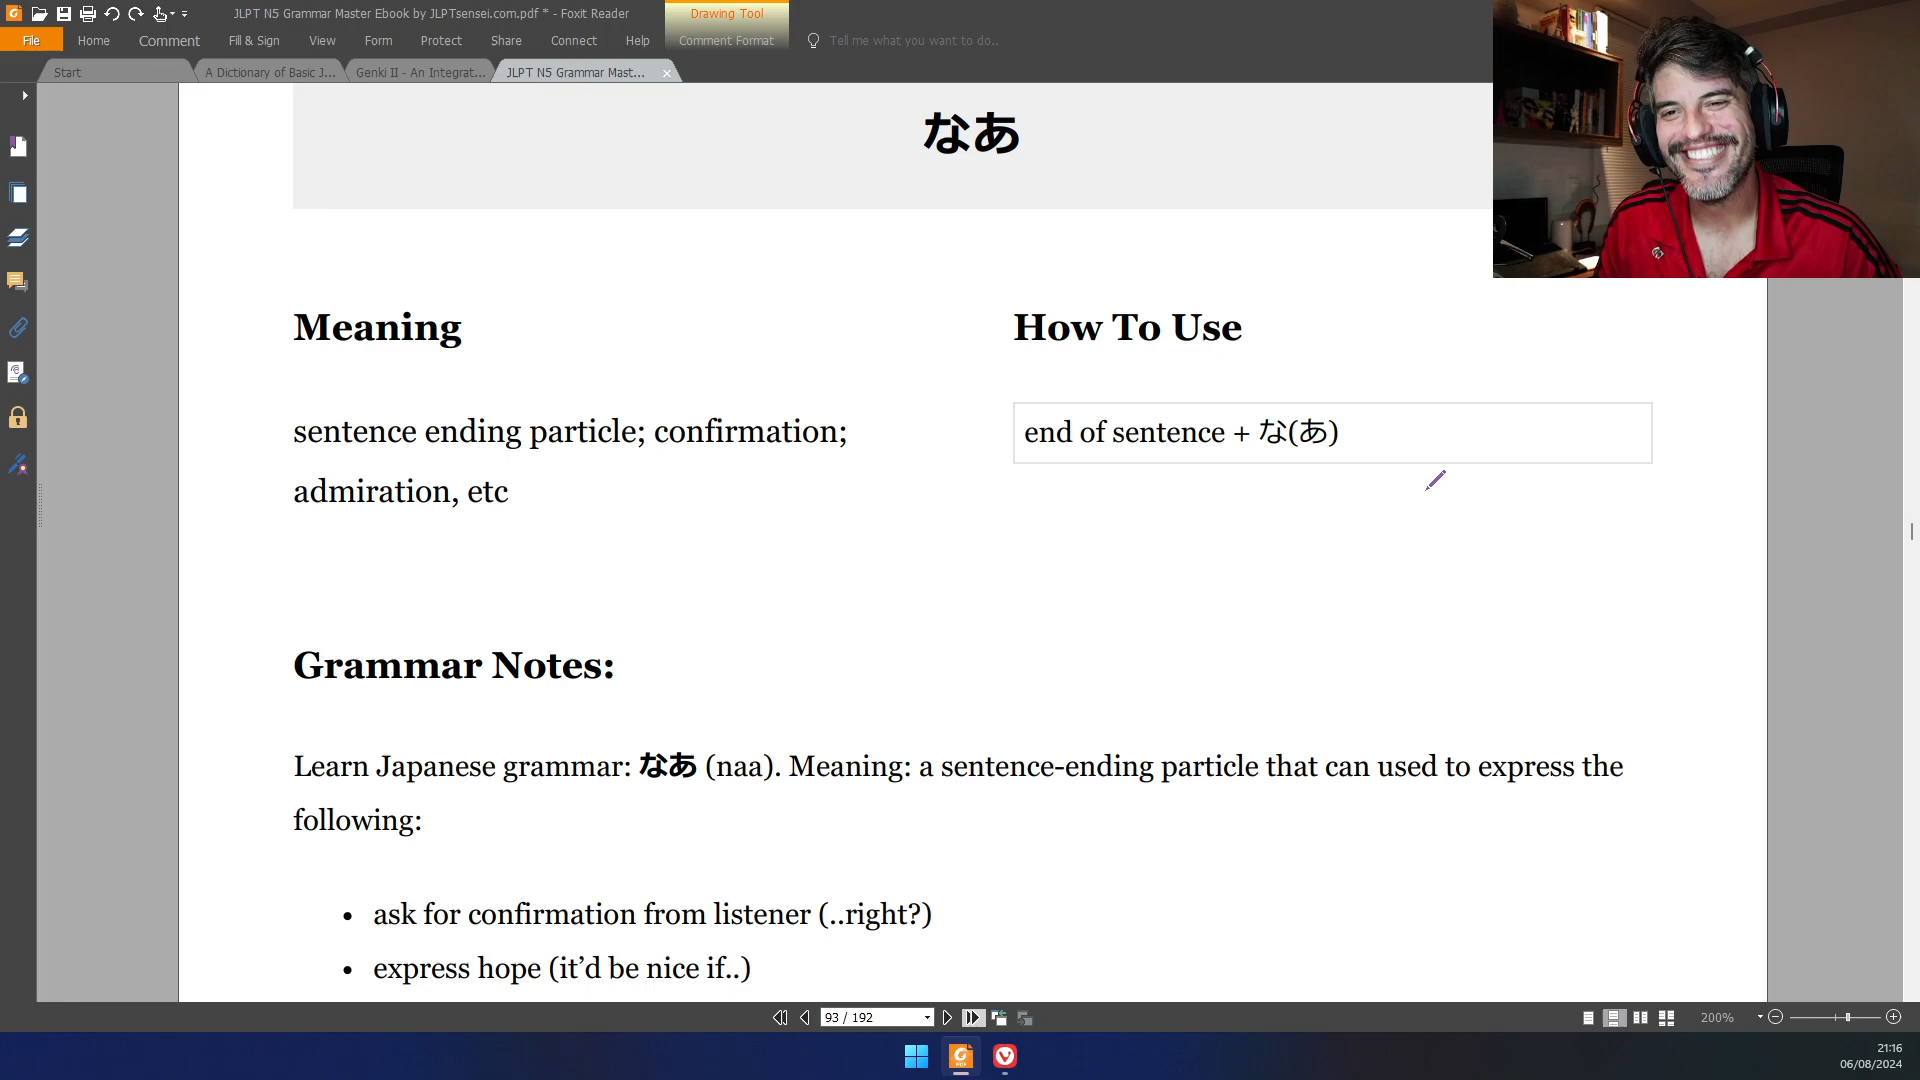 JLPT N5 Grammar Master Ebook by JLPTsensei.com.pdf * - Foxit Reader
Drawing Tool
File Home Comment Fill & Sign View Form Protect Share Connect Help Comment Format Tell me what you want to do..
Start A Dictionary of Basic J... Genki II - An Integrat... JLPT N5 Grammar Mast...
なあ
Meaning
sentence ending particle; confirmation;
admiration, etc
How To Use
end of sentence + な(あ)
Grammar Notes:
Learn Japanese grammar: なあ (naa). Meaning: a sentence-ending particle that can used to express the
following:
• ask for confirmation from listener (..right?)
• express hope (it’d be nice if..)
93 / 192
200%
21:16
06/08/2024